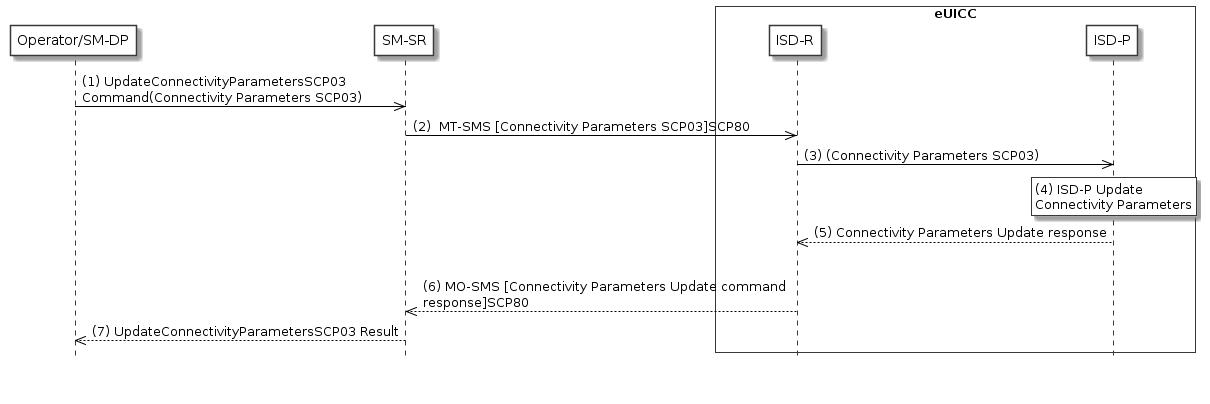 eUICC
Operator/SM-DP
SM-SR
ISD-R
ISD-P
(1) UpdateConnectivityParametersSCP03
Command(Connectivity Parameters SCP03)
(2)  MT-SMS [Connectivity Parameters SCP03]SCP80
(3) (Connectivity Parameters SCP03)
(4) ISD-P Update
Connectivity Parameters
(5) Connectivity Parameters Update response
(6) MO-SMS [Connectivity Parameters Update command
response]SCP80
(7) UpdateConnectivityParametersSCP03 Result